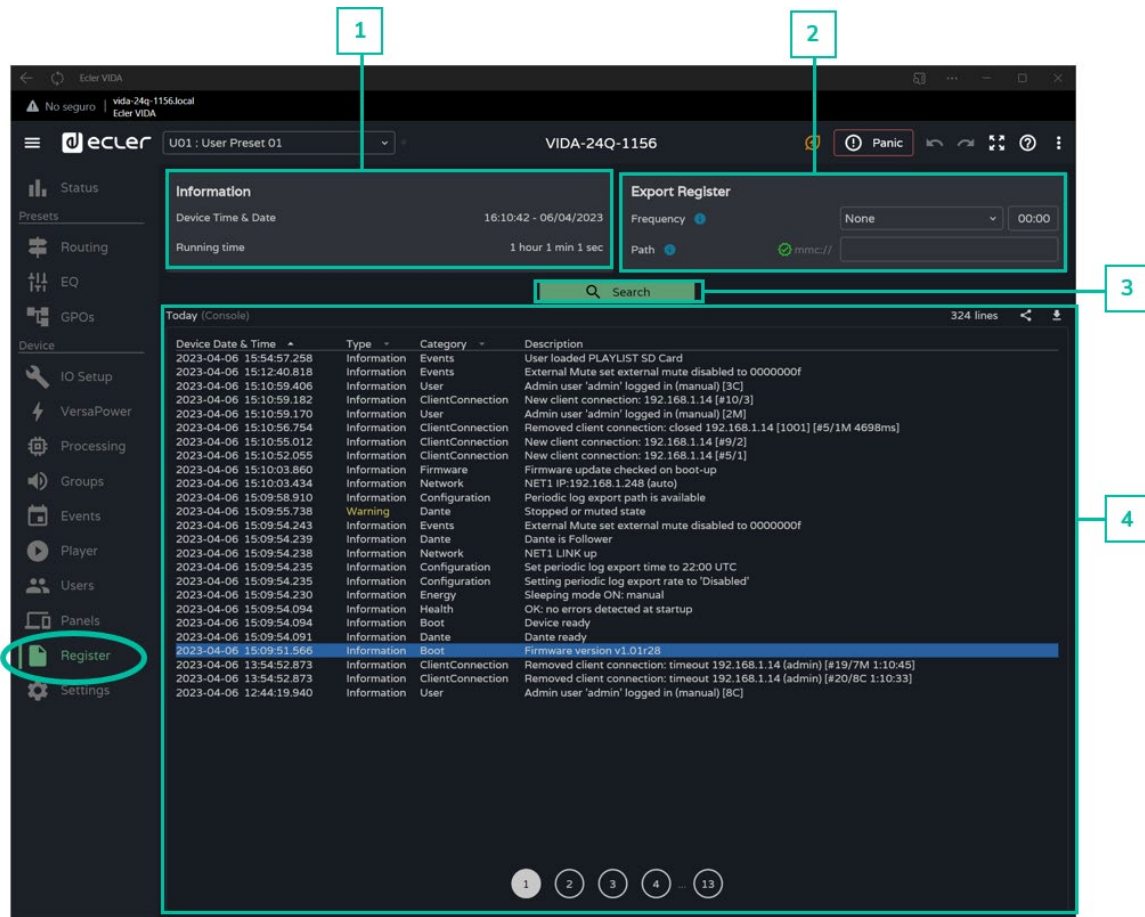 1
2
Ecler VIDA
No seguro
vida-24q-1156.local
Ecler VIDA
ecler
U01 : User Preset 01
VIDA-24Q-1156
Panic
Status
Presets
Routing
EQ
GPOs
Device
IO Setup
VersaPower
Processing
Groups
Events
Player
Users
Panels
Register
Settings
Information
Device Time & Date 16:10:42 - 06/04/2023
Running time 1 hour 1 min 1 sec
Export Register
Frequency None 00:00
Path mmc://
Search
3
Today (Console) 324 lines
Device Date & Time Type Category Description
2023-04-06 15:54:57.258 Information Events User loaded PLAYLIST SD Card
2023-04-06 15:12:40.818 Information Events External Mute set external mute disabled to 0000000f
2023-04-06 15:10:59.406 Information User Admin user 'admin' logged in (manual) [3C]
2023-04-06 15:10:59.182 Information ClientConnection New client connection: 192.168.1.14 [#10/3]
2023-04-06 15:10:59.170 Information User Admin user 'admin' logged in (manual) [2M]
2023-04-06 15:10:56.754 Information ClientConnection Removed client connection: closed 192.168.1.14 [1001] [#5/1M 4698ms]
2023-04-06 15:10:55.012 Information ClientConnection New client connection: 192.168.1.14 [#9/2]
2023-04-06 15:10:52.055 Information ClientConnection New client connection: 192.168.1.14 [#5/1]
2023-04-06 15:10:03.860 Information Firmware Firmware update checked on boot-up
2023-04-06 15:10:03.434 Information Network NET1 IP:192.168.1.248 (auto)
2023-04-06 15:09:58.910 Information Configuration Periodic log export path is available
2023-04-06 15:09:55.738 Warning Dante Stopped or muted state
2023-04-06 15:09:54.243 Information Events External Mute set external mute disabled to 0000000f
2023-04-06 15:09:54.239 Information Dante Dante is Follower
2023-04-06 15:09:54.238 Information Network NET1 LINK up
2023-04-06 15:09:54.235 Information Configuration Set periodic log export time to 22:00 UTC
2023-04-06 15:09:54.235 Information Configuration Setting periodic log export rate to 'Disabled'
2023-04-06 15:09:54.230 Information Energy Sleeping mode ON: manual
2023-04-06 15:09:54.094 Information Health OK: no errors detected at startup
2023-04-06 15:09:54.094 Information Boot Device ready
2023-04-06 15:09:54.091 Information Dante Dante ready
2023-04-06 15:09:51.566 Information Boot Firmware version v1.01r28
2023-04-06 13:54:52.873 Information ClientConnection Removed client connection: timeout 192.168.1.14 (admin) [#19/7M 1:10:45]
2023-04-06 13:54:52.873 Information ClientConnection Removed client connection: timeout 192.168.1.14 (admin) [#20/8C 1:10:33]
2023-04-06 12:44:19.940 Information User Admin user 'admin' logged in (manual) [8C]
4
1 2 3 4 ... 13